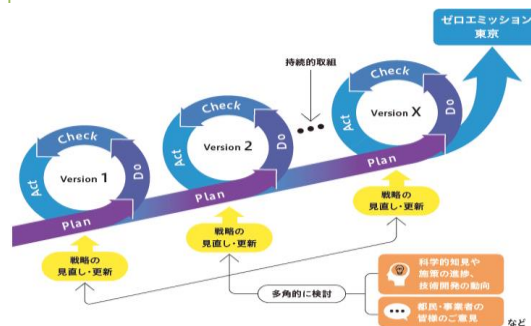 ゼロエミッション
東京
持続的取組
Check
Act
Do
Version X
Plan
Check
Act
Do
Version 2
Plan
Check
Act
Do
Version 1
Plan
戦略の
見直し・更新
戦略の
見直し・更新
戦略の
見直し・更新
多角的に検討
科学的知見や
施策の進捗、
技術開発の動向
都民・事業者の
皆様のご意見
など